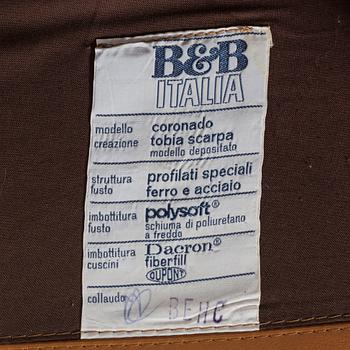 B&B
ITALIA
modello coronado
creazione tobia scarpa
modello depositato
struttura profilati speciali
fusto ferro e acciaio
imbottitura polysoft®
fusto schiuma di poliuretano
a freddo
imbottitura Dacron®
cuscini fiberfill
DUPONT
collaudo